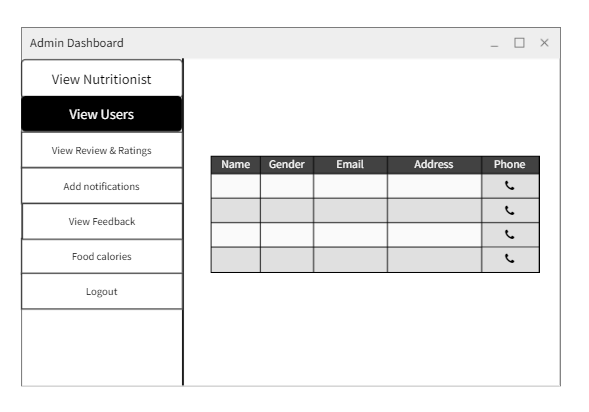 Admin Dashboard
View Nutritionist
View Users
View Review & Ratings
Add notifications
View Feedback
Food calories
Logout
Name Gender Email Address Phone